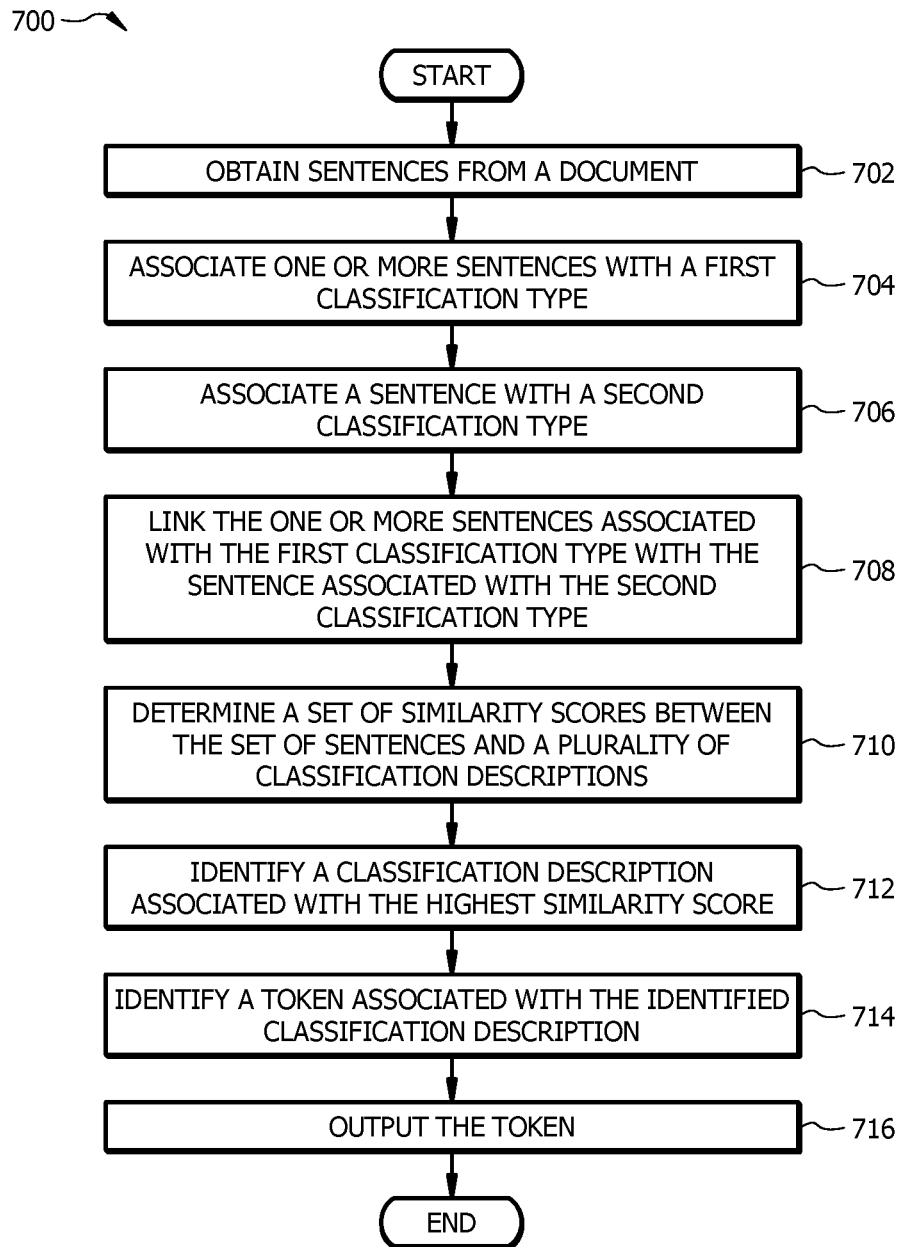 700
START
OBTAIN SENTENCES FROM A DOCUMENT
702
ASSOCIATE ONE OR MORE SENTENCES WITH A FIRST
CLASSIFICATION TYPE
704
ASSOCIATE A SENTENCE WITH A SECOND
CLASSIFICATION TYPE
706
LINK THE ONE OR MORE SENTENCES ASSOCIATED
WITH THE FIRST CLASSIFICATION TYPE WITH THE
SENTENCE ASSOCIATED WITH THE SECOND
CLASSIFICATION TYPE
708
DETERMINE A SET OF SIMILARITY SCORES BETWEEN
THE SET OF SENTENCES AND A PLURALITY OF
CLASSIFICATION DESCRIPTIONS
710
IDENTIFY A CLASSIFICATION DESCRIPTION
ASSOCIATED WITH THE HIGHEST SIMILARITY SCORE
712
IDENTIFY A TOKEN ASSOCIATED WITH THE IDENTIFIED
CLASSIFICATION DESCRIPTION
714
OUTPUT THE TOKEN
716
END